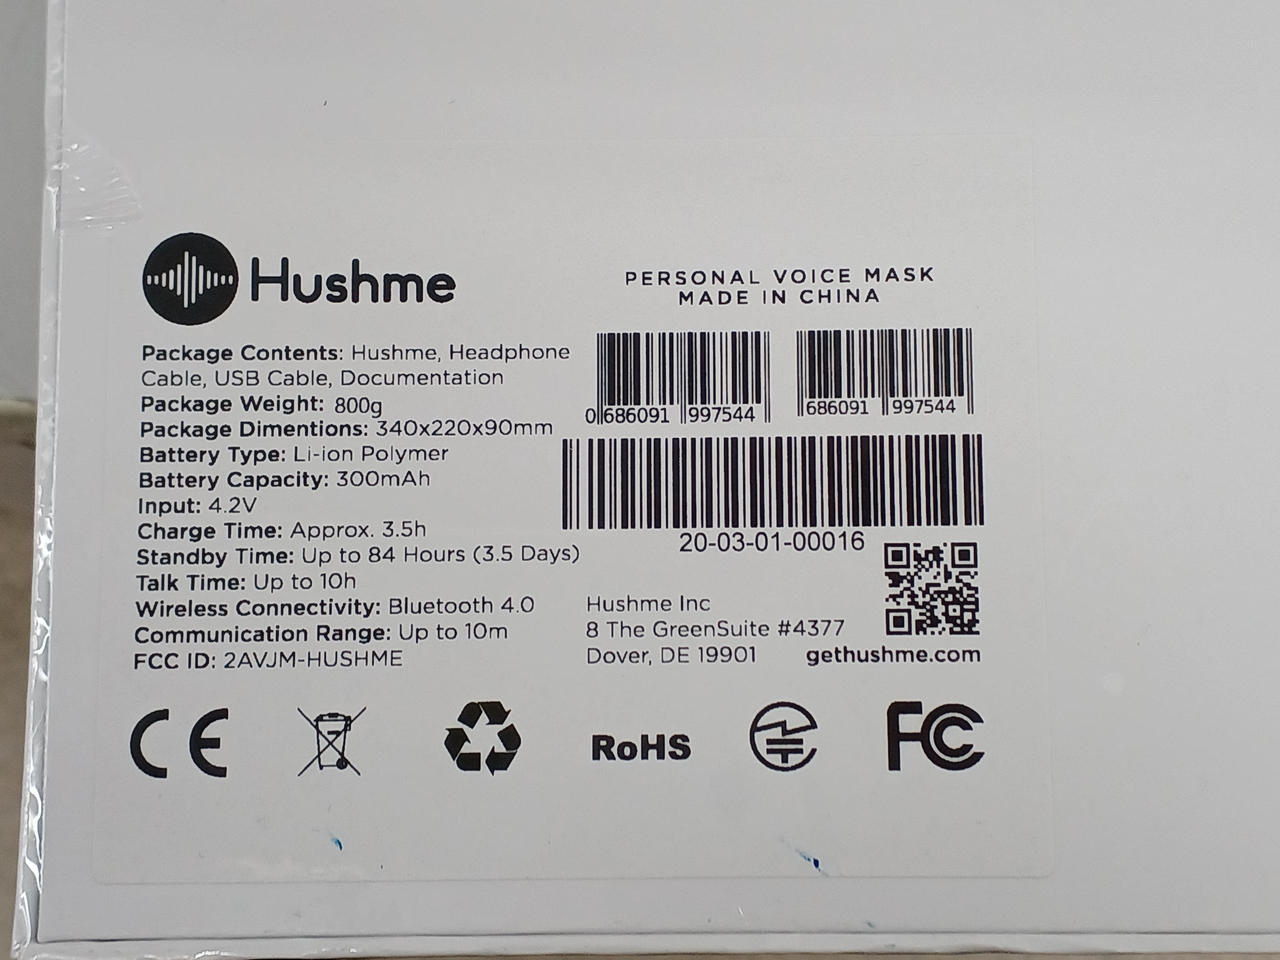 Hushme
PERSONAL VOICE MASK
MADE IN CHINA
Package Contents: Hushme, Headphone
Cable, USB Cable, Documentation
Package Weight: 800g
Package Dimentions: 340x220x90mm
Battery Type: Li-ion Polymer
Battery Capacity: 300mAh
Input: 4.2V
Charge Time: Approx. 3.5h
Standby Time: Up to 84 Hours (3.5 Days)
Talk Time: Up to 10h
Wireless Connectivity: Bluetooth 4.0
Communication Range: Up to 10m
FCC ID: 2AVJM-HUSHME
0 686091 997544
686091 997544
20-03-01-00016
Hushme Inc
8 The GreenSuite #4377
Dover, DE 19901
gethushme.com
CE
RoHS
FC